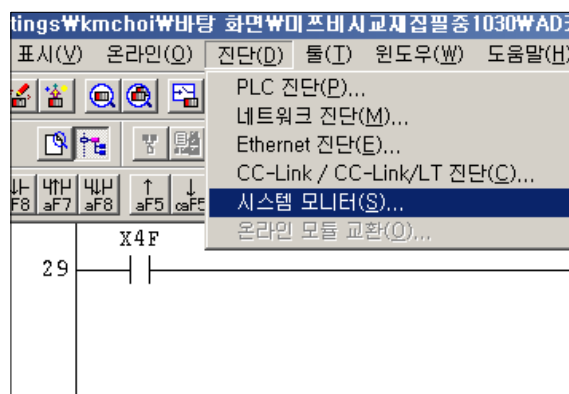 tings₩kmchoi₩바탕 화면₩미쯔비시교재집필중1030₩AD
표시(V) 온라인(O) 진단(D) 툴(T) 윈도우(W) 도움말(H)
PLC 진단(P)...
네트워크 진단(M)...
Ethernet 진단(E)...
CC-Link / CC-Link/LT 진단(C)...
시스템 모니터(S)...
온라인 모듈 교환(O)...
F8 aF7 aF8 aF5 caF5
X4F
29